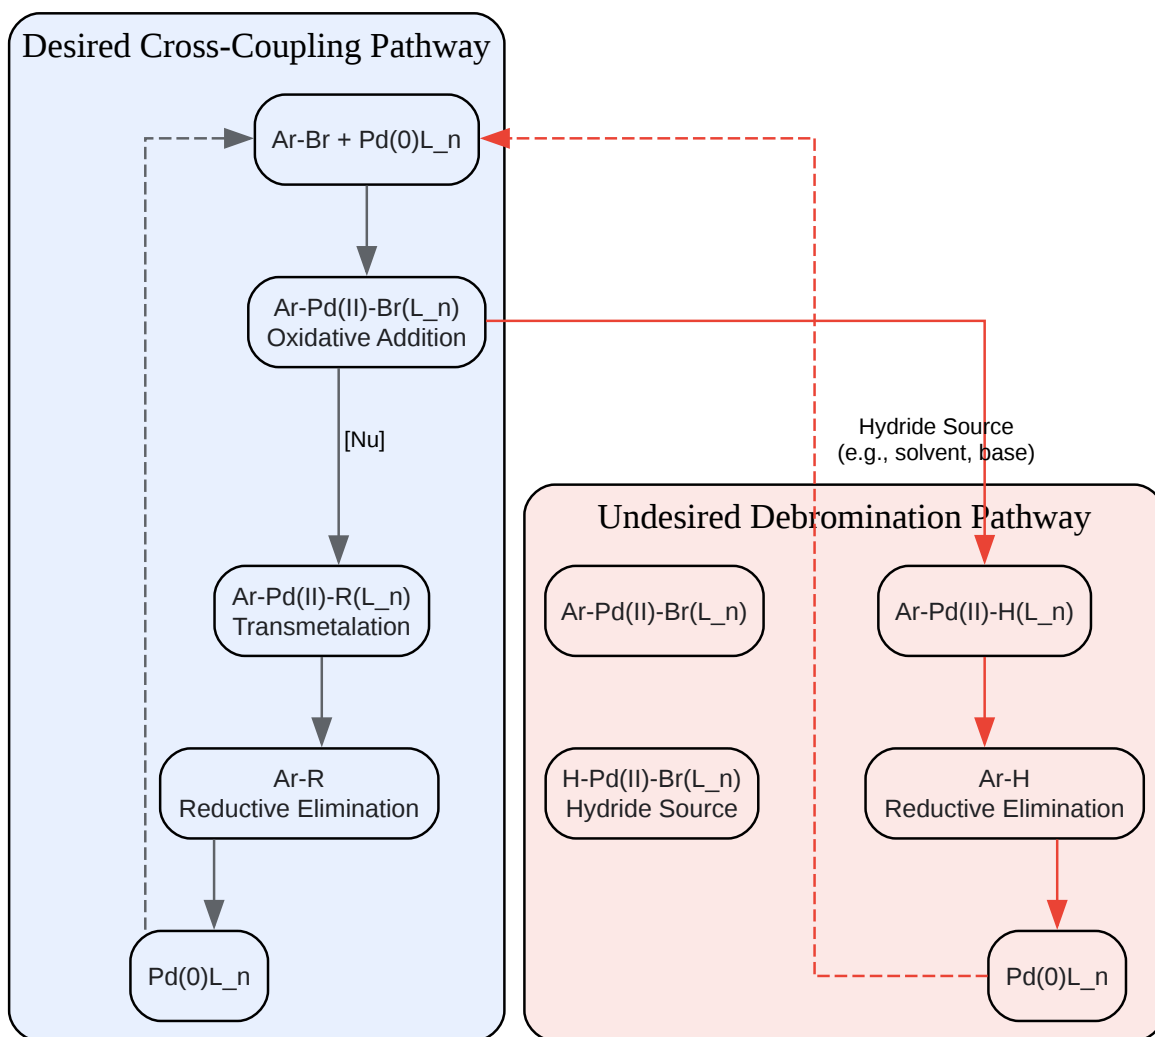 Desired Cross-Coupling Pathway
Ar-Br + Pd(0)L_n
Ar-Pd(II)-Br(L_n)
Oxidative Addition
[Nu]
Hydride Source
(e.g., solvent, base)
Undesired Debromination Pathway
Ar-Pd(II)-R(L_n)
Transmetalation
Ar-Pd(II)-Br(L_n)
Ar-Pd(II)-H(L_n)
Ar-R
Reductive Elimination
H-Pd(II)-Br(L_n)
Hydride Source
Ar-H
Reductive Elimination
Pd(0)L_n
Pd(0)L_n